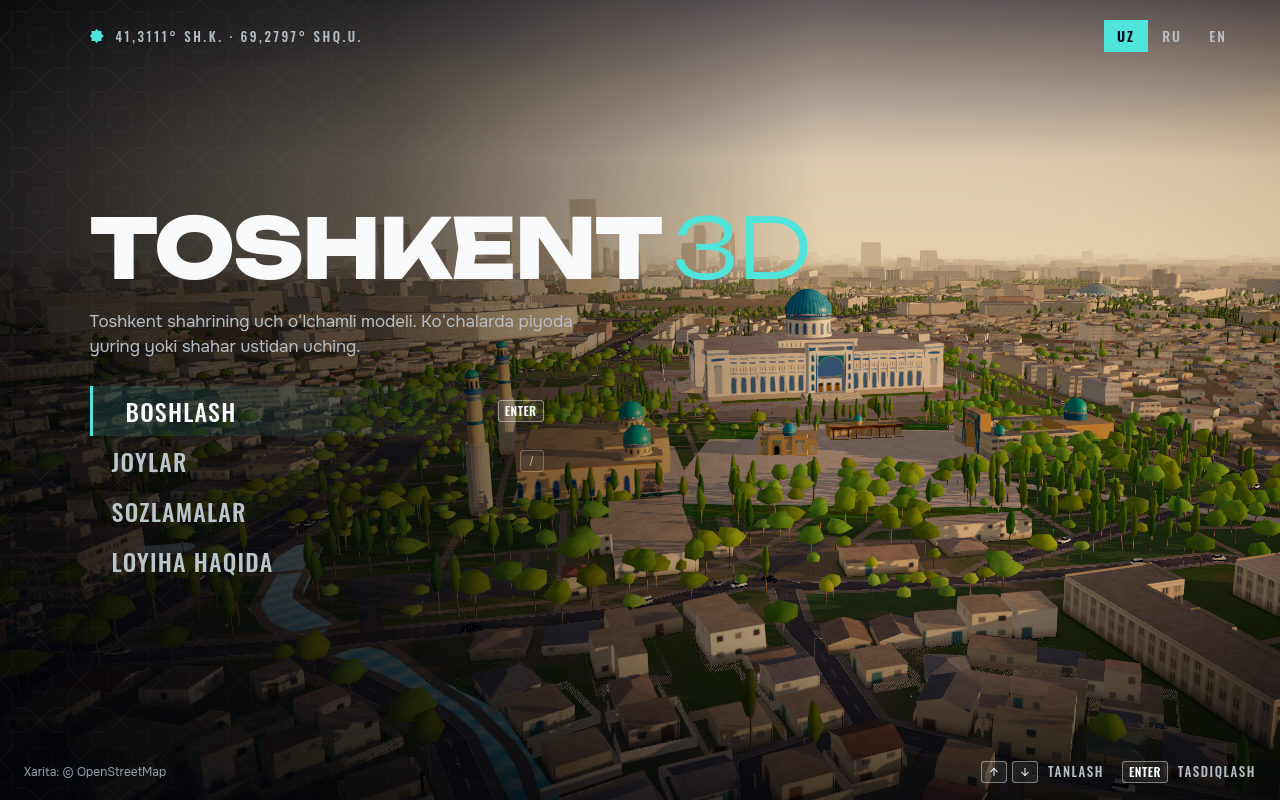 41,3111° SH.K. · 69,2797° SHQ.U.
UZ RU EN
TOSHKENT 3D
Toshkent shahrining uch oʻlchamli modeli. Koʻchalarda piyoda
yuring yoki shahar ustidan uching.
BOSHLASH ENTER
JOYLAR /
SOZLAMALAR
LOYIHA HAQIDA
Xarita: © OpenStreetMap
↑ ↓ TANLASH ENTER TASDIQLASH